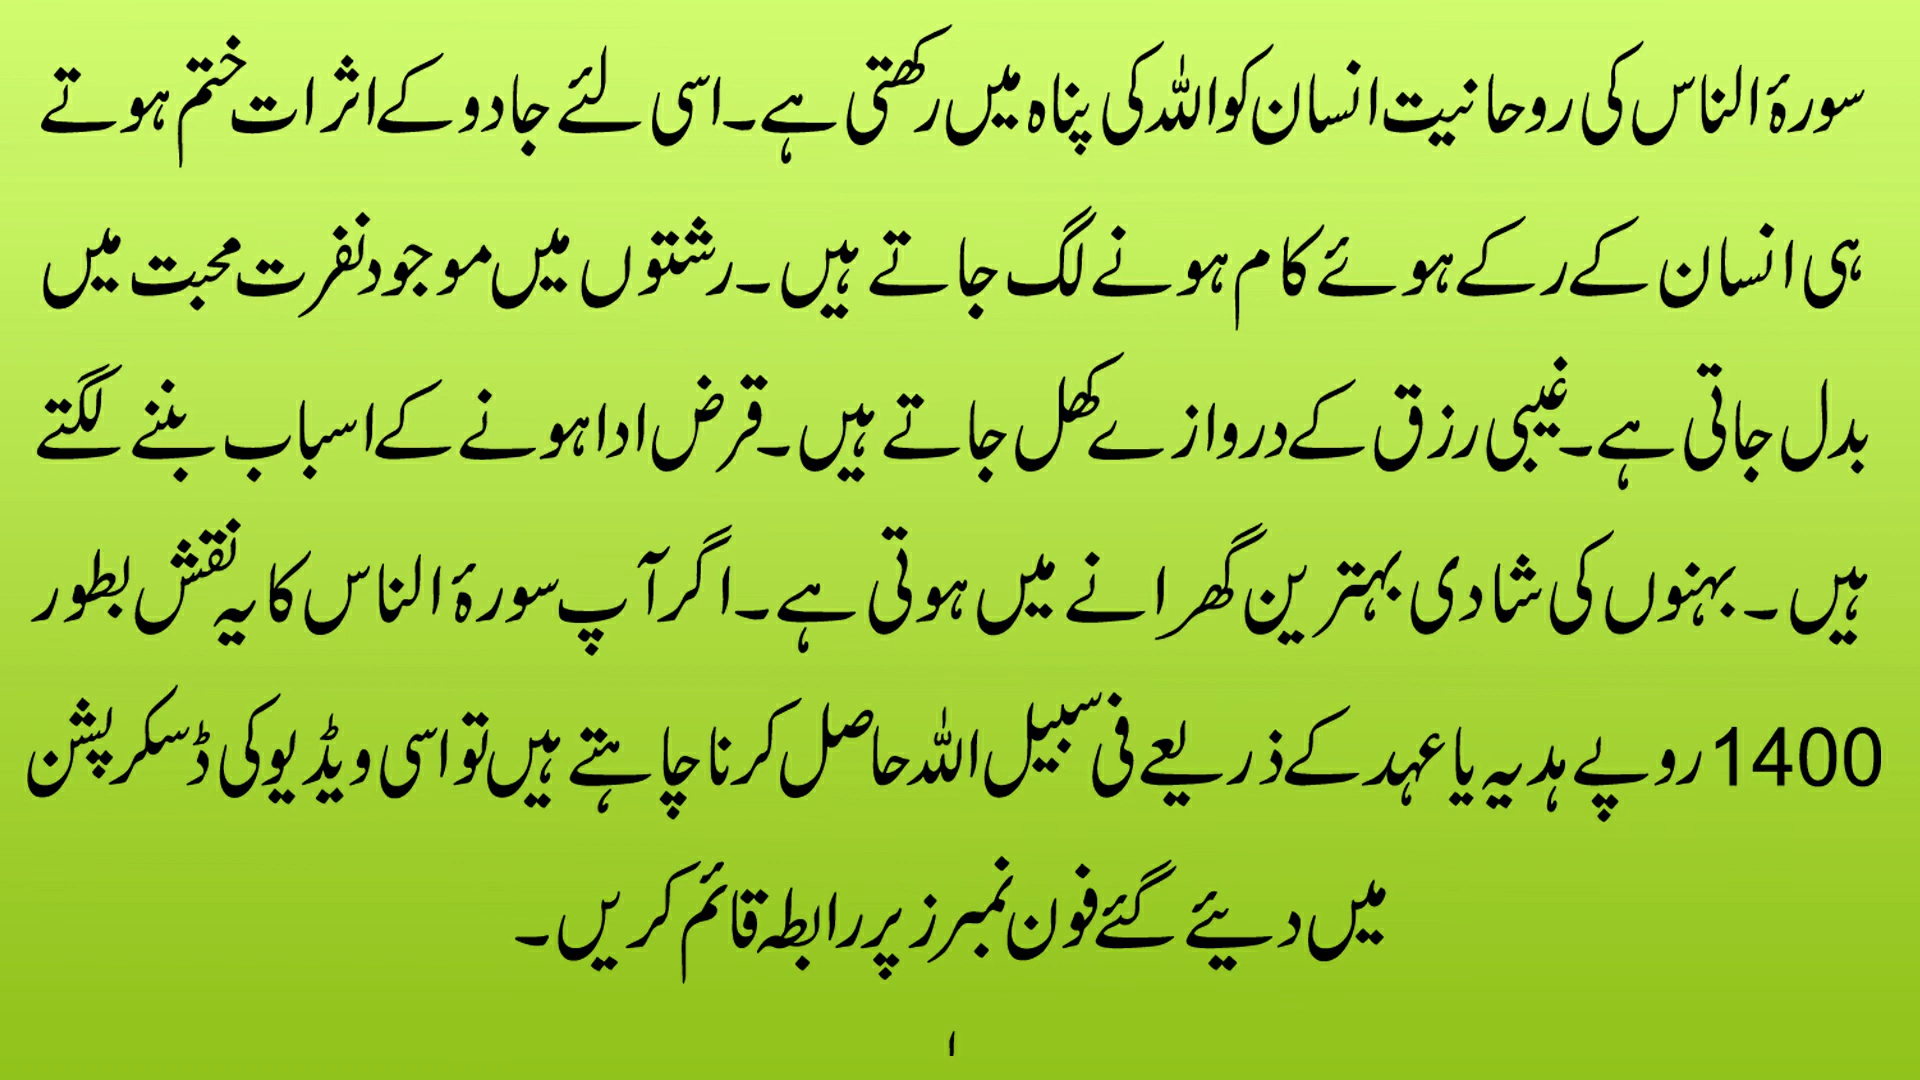 سورۂ الناس کی روحانیت انسان کو اللہ کی پناہ میں رکھتی ہے۔ اسی لئے جادو کے اثرات ختم ہوتے
ہی انسان کے رکے ہوئے کام ہونے لگ جاتے ہیں۔ رشتوں میں موجود نفرت محبت میں
بدل جاتی ہے۔ غیبی رزق کے دروازے کھل جاتے ہیں۔ قرض ادا ہونے کے اسباب بننے لگتے
ہیں۔ بہنوں کی شادی بہترین گھرانے میں ہوتی ہے۔ اگر آپ سورۂ الناس کا یہ نقش بطور
1400 روپے ہدیہ یا عہد کے ذریعے فی سبیل اللہ حاصل کرنا چاہتے ہیں تو اسی ویڈیو کی ڈسکرپشن
میں دیئے گئے فون نمبرز پر رابطہ قائم کریں۔
ا